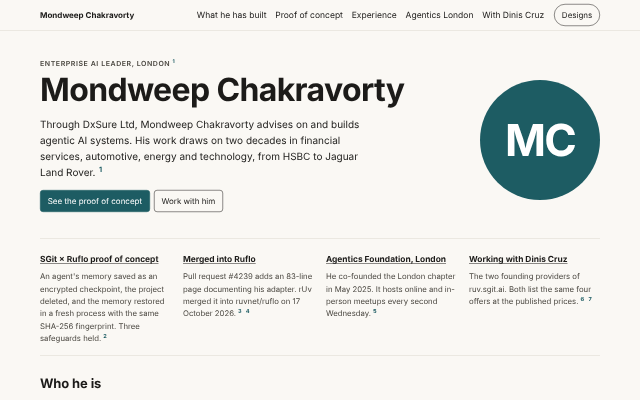 Mondweep Chakravorty
What he has built
Proof of concept
Experience
Agentics London
With Dinis Cruz
Designs
ENTERPRISE AI LEADER, LONDON 1
Mondweep Chakravorty
Through DxSure Ltd, Mondweep Chakravorty advises on and builds
agentic AI systems. His work draws on two decades in financial
services, automotive, energy and technology, from HSBC to Jaguar
Land Rover. 1
See the proof of concept
Work with him
MC
SGit × Ruflo proof of concept
An agent's memory saved as an
encrypted checkpoint, the project
deleted, and the memory restored
in a fresh process with the same
SHA-256 fingerprint. Three
safeguards held. 2
Merged into Ruflo
Pull request #4239 adds an 83-line
page documenting his adapter. rUv
merged it into ruvnet/ruflo on 17
October 2026. 3 4
Agentics Foundation, London
He co-founded the London chapter
in May 2025. It hosts online and in-
person meetups every second
Wednesday. 5
Working with Dinis Cruz
The two founding providers of
ruv.sgit.ai. Both list the same four
offers at the published prices. 6 7
Who he is